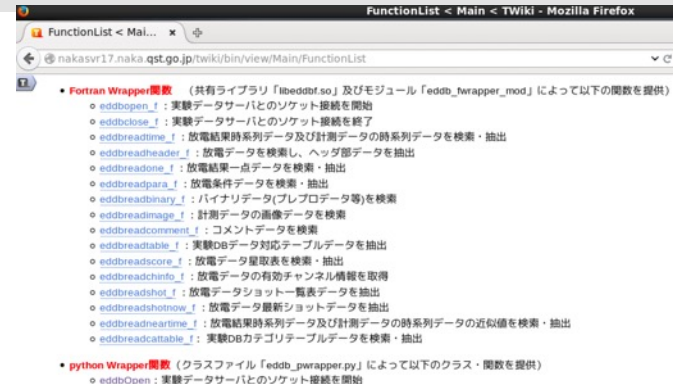 FunctionList < Main < TWiki - Mozilla Firefox
FunctionList < Mai...
nakasvr17.naka.qst.go.jp/twiki/bin/view/Main/FunctionList
Fortran Wrapper関数 （共有ライブラリ「libeddbf.so」及びモジュール「eddb_fwrapper_mod」によって以下の関数を提供）
eddbopen_f：実験データサーバとのソケット接続を開始
eddbclose_f：実験データサーバとのソケット接続を終了
eddbreadtime_f：放電結果時系列データ及び計測データの時系列データを検索・抽出
eddbreadheader_f：放電データを検索し、ヘッダ部データを抽出
eddbreadone_f：放電結果一点データを検索・抽出
eddbreadpara_f：放電条件データを検索・抽出
eddbreadbinary_f：バイナリデータ(プレプロデータ等)を検索
eddbreadimage_f：計測データの画像データを検索
eddbreadcomment_f：コメントデータを検索
eddbreadtable_f：実験DBデータ対応テーブルデータを抽出
eddbreadscore_f：放電データ星取表を検索・抽出
eddbreadchinfo_f：放電データの有効チャンネル情報を取得
eddbreadshot_f：放電データショット一覧表データを抽出
eddbreadshotnow_f：放電データ最新ショットデータを抽出
eddbreadneartime_f：放電結果時系列データ及び計測データの時系列データの近似値を検索・抽出
eddbreadcattable_f： 実験DBカテゴリテーブルデータを検索・抽出
python Wrapper関数（クラスファイル「eddb_pwrapper.py」によって以下のクラス・関数を提供）
eddbOpen：実験データサーバとのソケット接続を開始